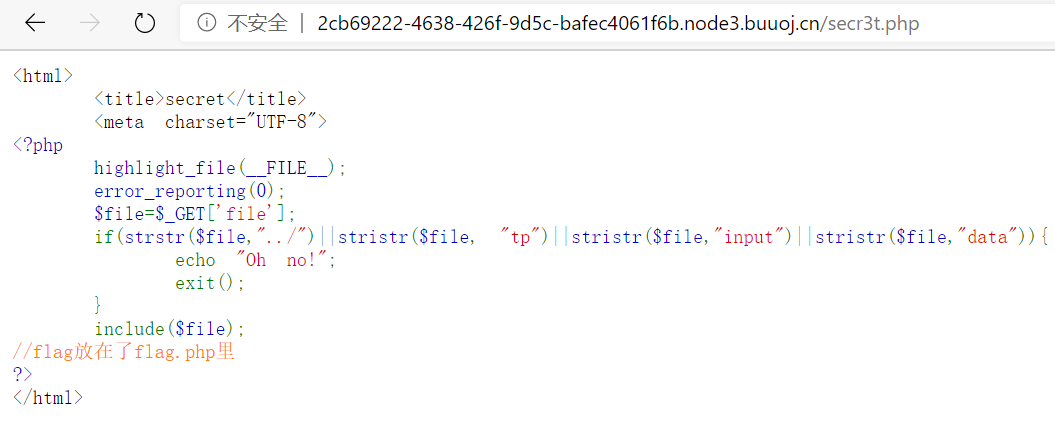 不安全 | 2cb69222-4638-426f-9d5c-bafec4061f6b.node3.buuoj.cn/secr3t.php
<html>
<title>secret</title>
<meta charset="UTF-8">
<?php
highlight_file(__FILE__);
error_reporting(0);
$file=$_GET['file'];
if(strstr($file,"../")||stristr($file, "tp")||stristr($file,"input")||stristr($file,"data")){
echo "Oh no!";
exit();
}
include($file);
//flag放在了flag.php里
?>
</html>